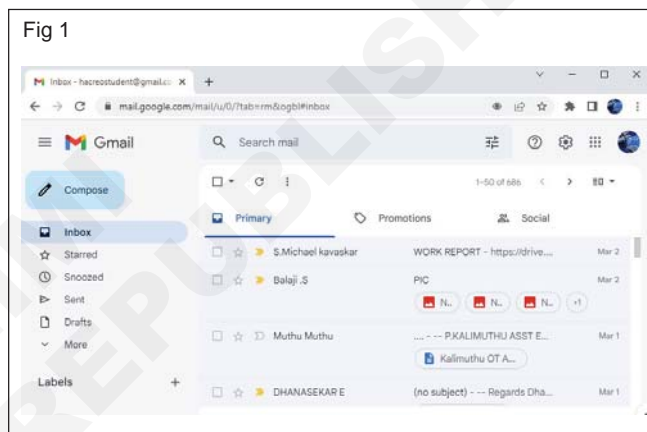 Fig 1
Inbox - hacreostudent@gmail.co
mail.google.com/mail/u/0/?tab=rm&ogbl#inbox
Gmail
Search mail
Compose
1-50 of 686
Inbox
Primary
Promotions
Social
Starred
S.Michael kavaskar WORK REPORT - https://drive.... Mar 2
Snoozed
Balaji .S PIC Mar 2
Sent
N... N... N... +1
Drafts
Muthu Muthu .... - -- P.KALIMUTHU ASST E... Mar 1
More
Kalimuthu OT A...
Labels +
DHANASEKAR E (no subject) - -- Regards Dha... Mar 1